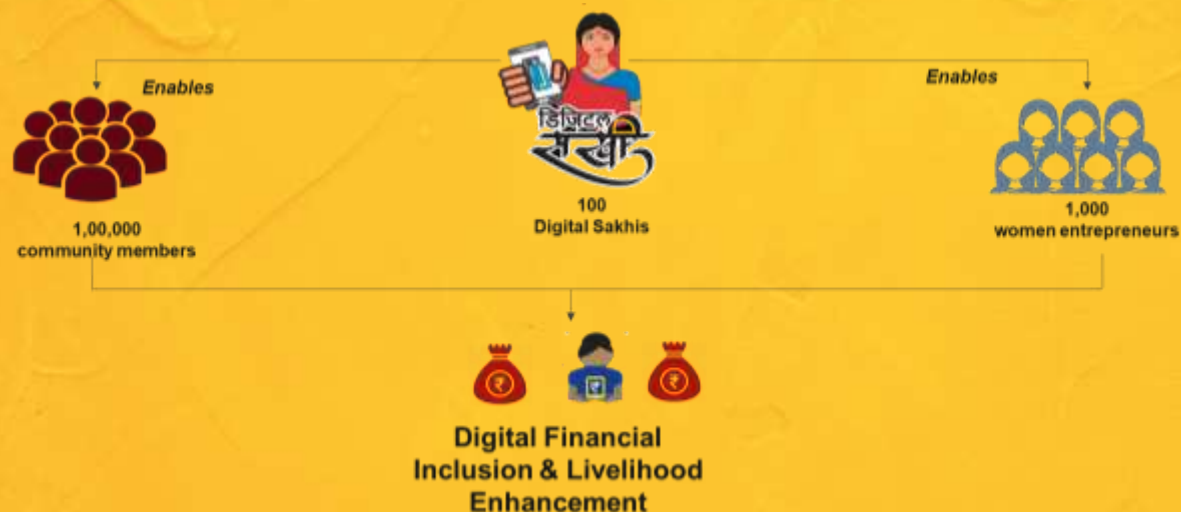 Enables
Enables
डिजिटल
सखी
1,00,000
community members
100
Digital Sakhis
1,000
women entrepreneurs
₹
₹
Digital Financial
Inclusion & Livelihood
Enhancement